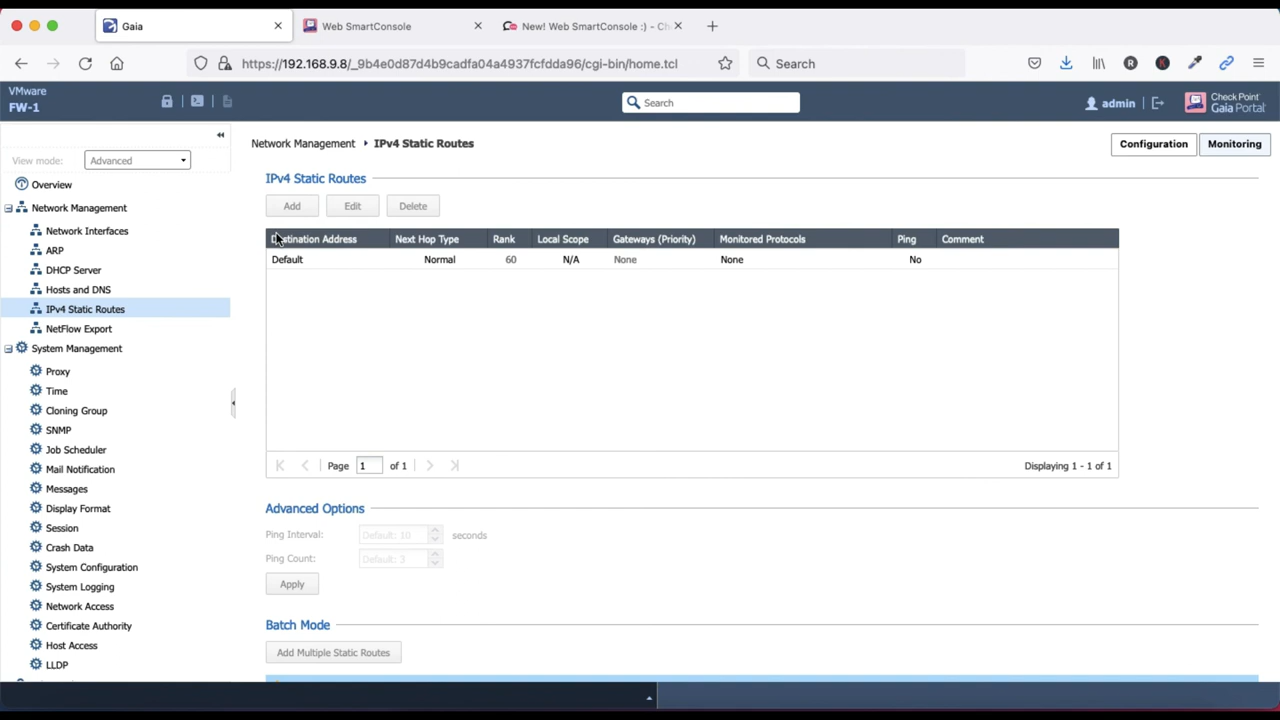 Gaia
Web SmartConsole
New! Web SmartConsole :) - Ch
https://192.168.9.8/_9b4e0d87d4b9cadfa04a4937fcfdda96/cgi-bin/home.tcl
Search
VMware
FW-1
Search
admin
Check Point
Gaia Portal
View mode: Advanced
Overview
Network Management
Network Interfaces
ARP
DHCP Server
Hosts and DNS
IPv4 Static Routes
NetFlow Export
System Management
Proxy
Time
Cloning Group
SNMP
Job Scheduler
Mail Notification
Messages
Display Format
Session
Crash Data
System Configuration
System Logging
Network Access
Certificate Authority
Host Access
LLDP
Network Management IPv4 Static Routes
Configuration Monitoring
IPv4 Static Routes
Add Edit Delete
Destination Address Next Hop Type Rank Local Scope Gateways (Priority) Monitored Protocols Ping Comment
Default Normal 60 N/A None None No
Page 1 of 1
Displaying 1 - 1 of 1
Advanced Options
Ping Interval: Default: 10 seconds
Ping Count: Default: 3
Apply
Batch Mode
Add Multiple Static Routes